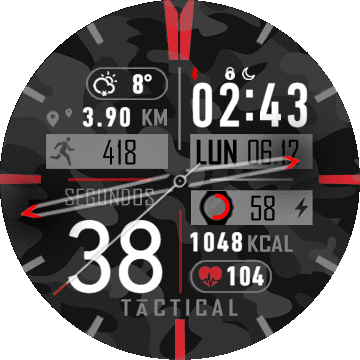 8°
02:43
3.90 KM
418
LUN 06.12
SEGUNDOS
58
38
1048 KCAL
104
TACTICAL